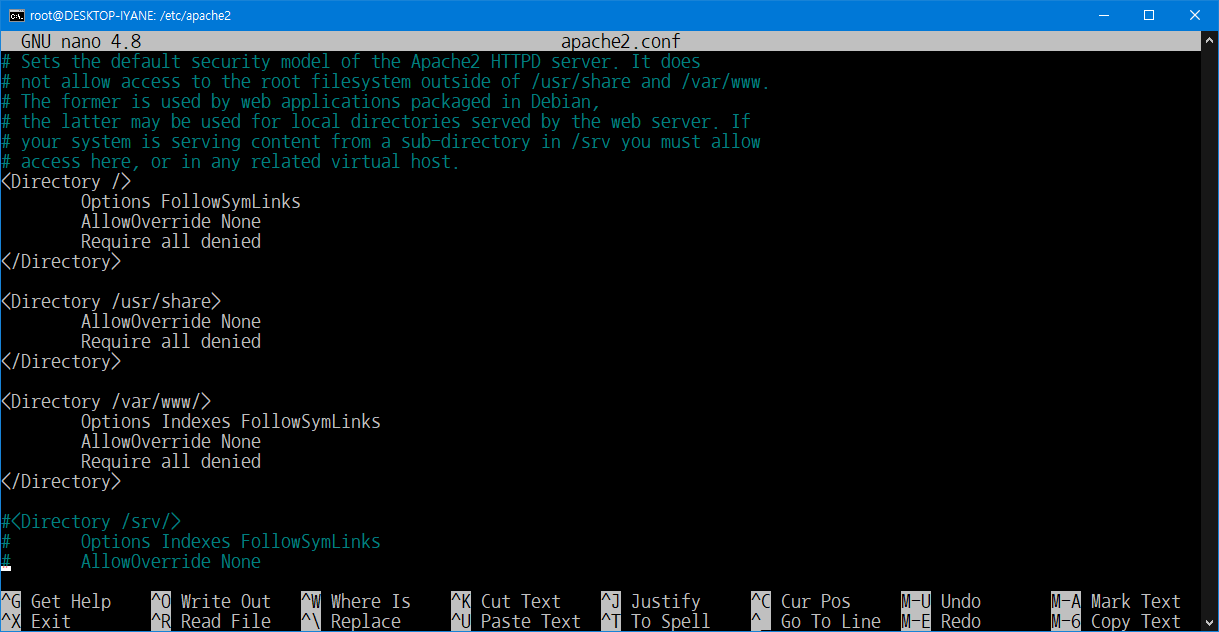 root@DESKTOP-IYANE: /etc/apache2
GNU nano 4.8 apache2.conf
# Sets the default security model of the Apache2 HTTPD server. It does
# not allow access to the root filesystem outside of /usr/share and /var/www.
# The former is used by web applications packaged in Debian,
# the latter may be used for local directories served by the web server. If
# your system is serving content from a sub-directory in /srv you must allow
# access here, or in any related virtual host.
<Directory />
        Options FollowSymLinks
        AllowOverride None
        Require all denied
</Directory>

<Directory /usr/share>
        AllowOverride None
        Require all denied
</Directory>

<Directory /var/www/>
        Options Indexes FollowSymLinks
        AllowOverride None
        Require all denied
</Directory>

#<Directory /srv/>
#       Options Indexes FollowSymLinks
#       AllowOverride None

^G Get Help ^O Write Out ^W Where Is ^K Cut Text ^J Justify ^C Cur Pos M-U Undo M-A Mark Text
^X Exit ^R Read File ^\ Replace ^U Paste Text ^T To Spell ^_ Go To Line M-E Redo M-6 Copy Text